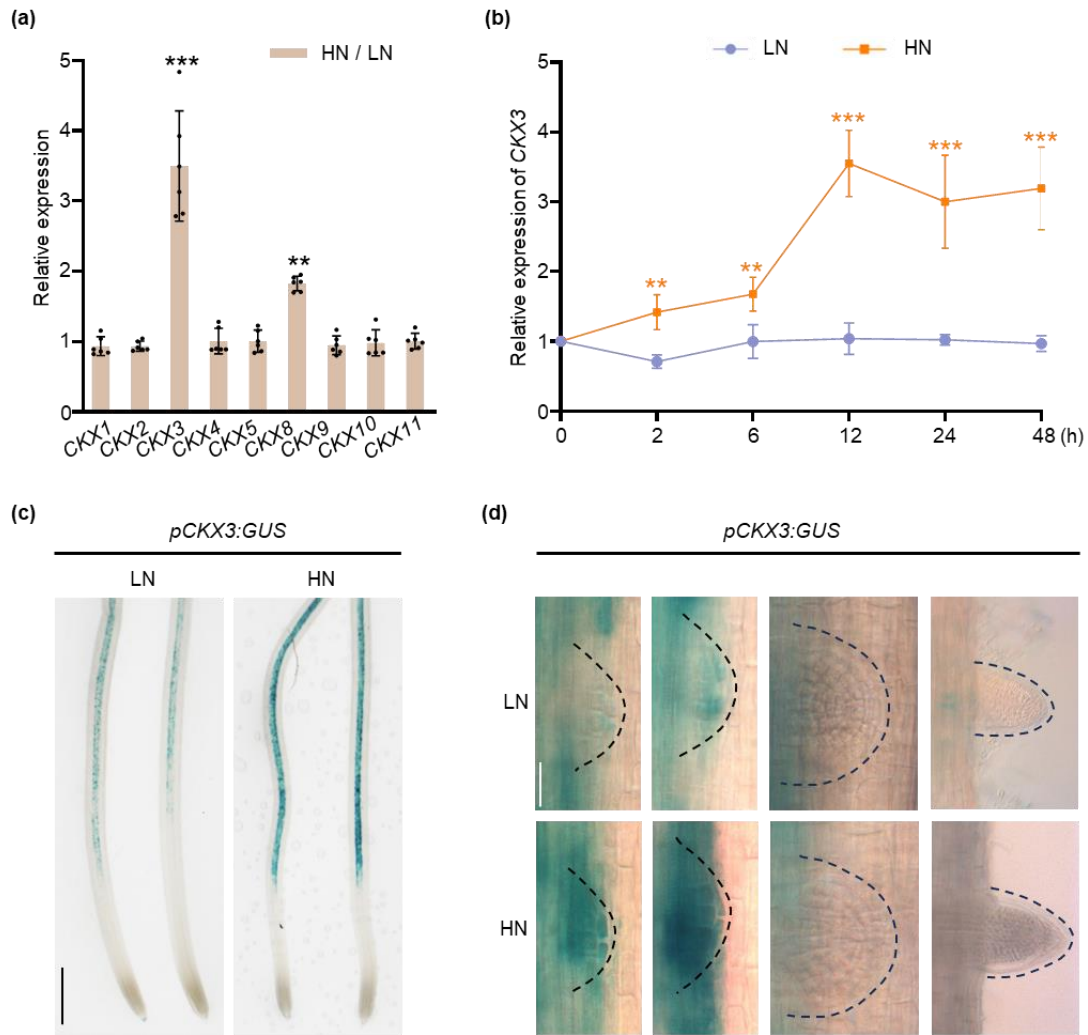 (a)
HN / LN
Relative expression
5
4
3
2
1
0
***
**
CKX1
CKX2
CKX3
CKX4
CKX5
CKX8
CKX9
CKX10
CKX11
(b)
LN
HN
Relative expression of CKX3
5
4
3
2
1
0
**
**
***
***
***
0
2
6
12
24
48 (h)
(c)
pCKX3:GUS
LN
HN
(d)
pCKX3:GUS
LN
HN